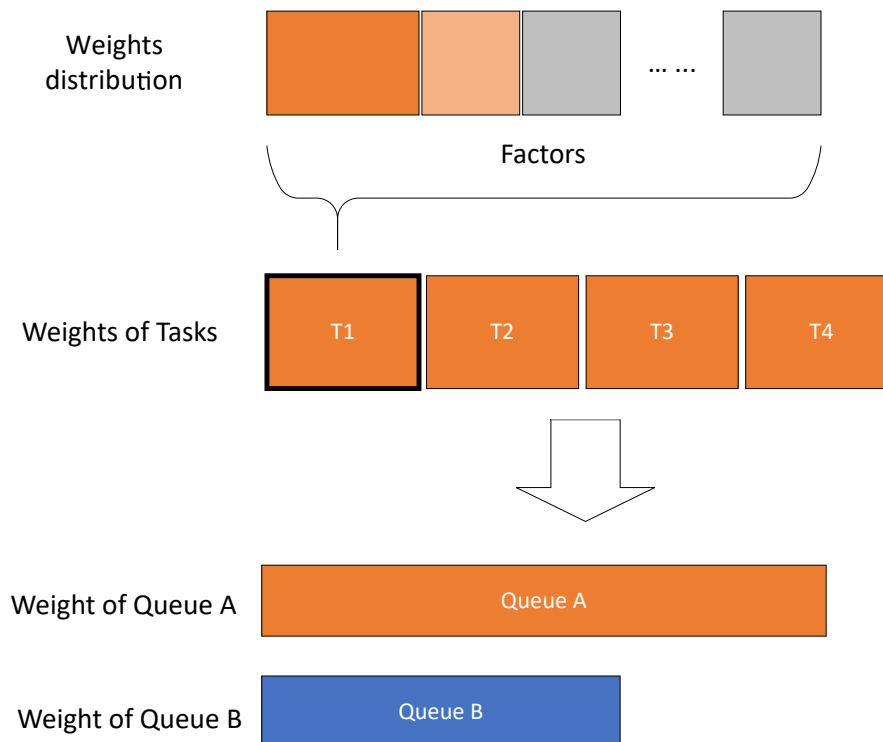 Weights
distribution
... ...
Factors
Weights of Tasks
T1
T2
T3
T4
Weight of Queue A
Queue A
Weight of Queue B
Queue B